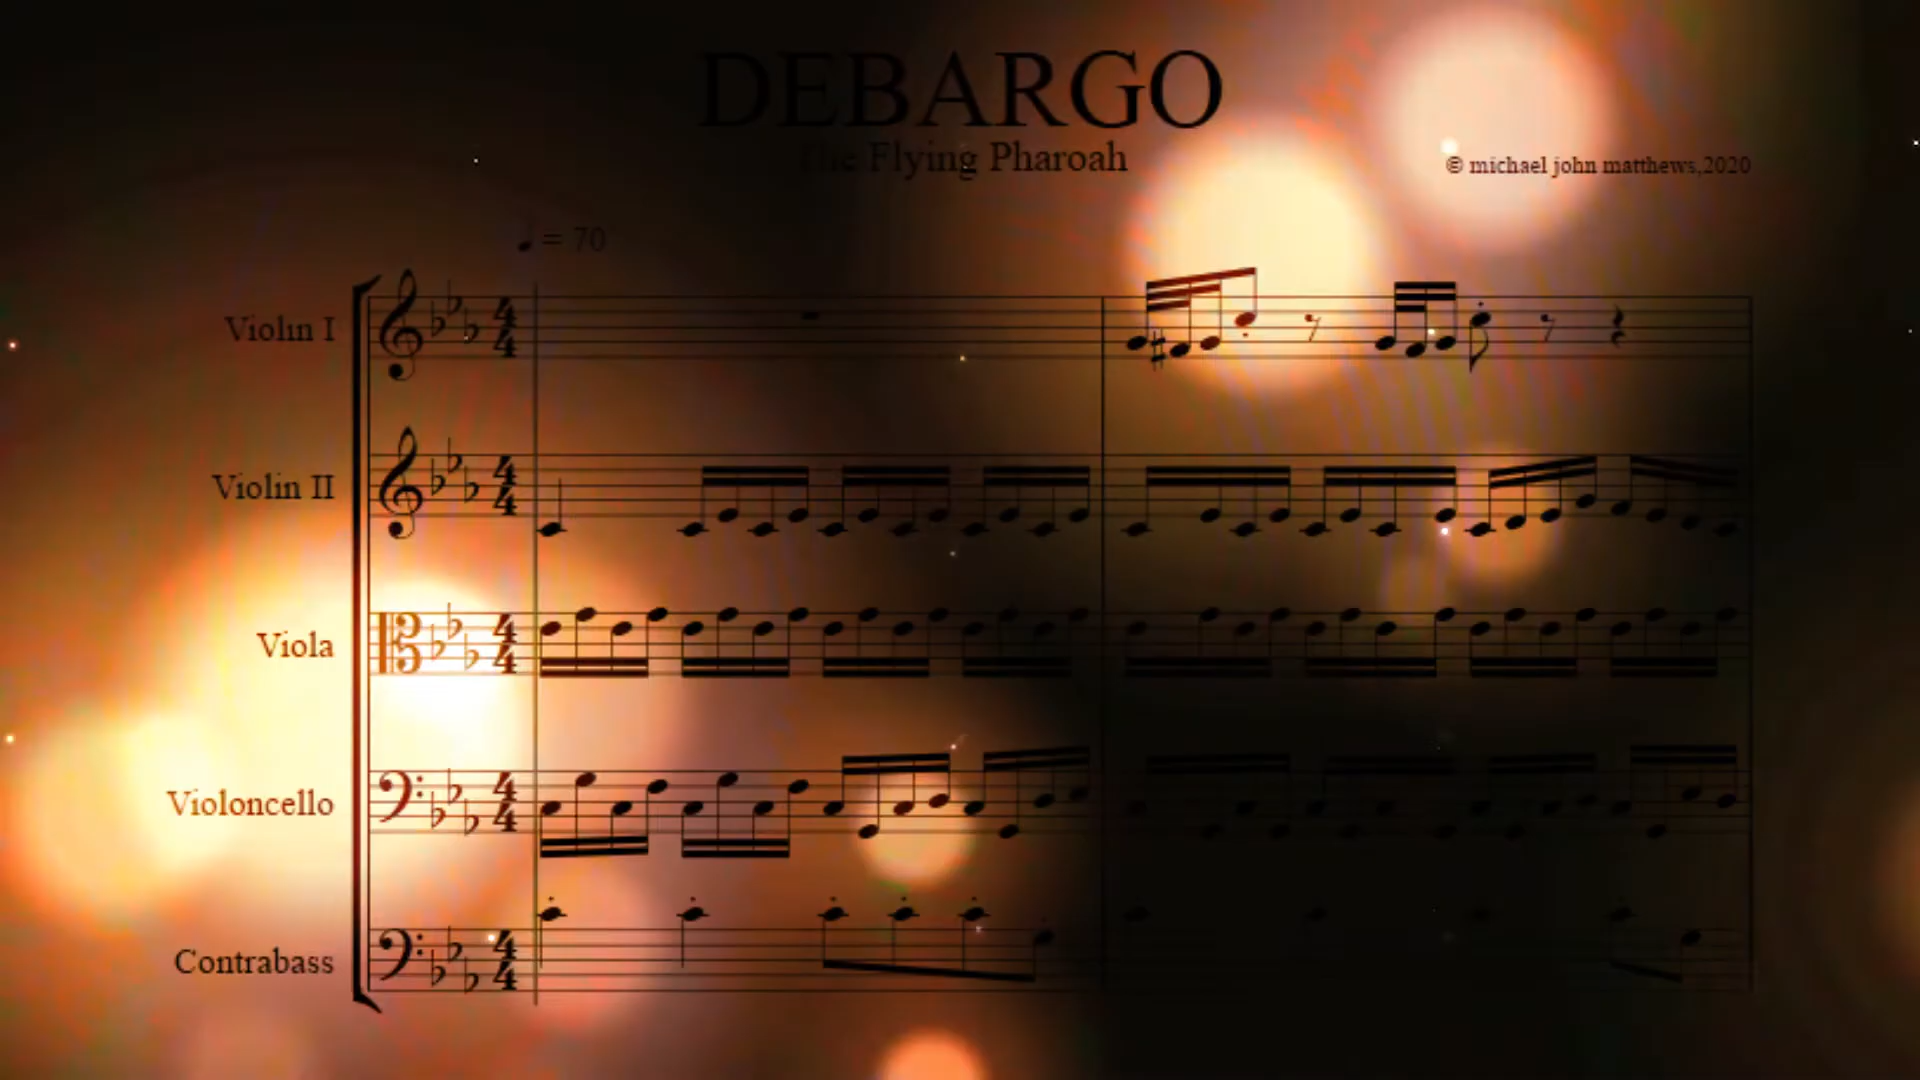 DEBARGO
The Flying Pharoah
© michael john matthews,2020
= 70
Violin I
Violin II
Viola
Violoncello
Contrabass